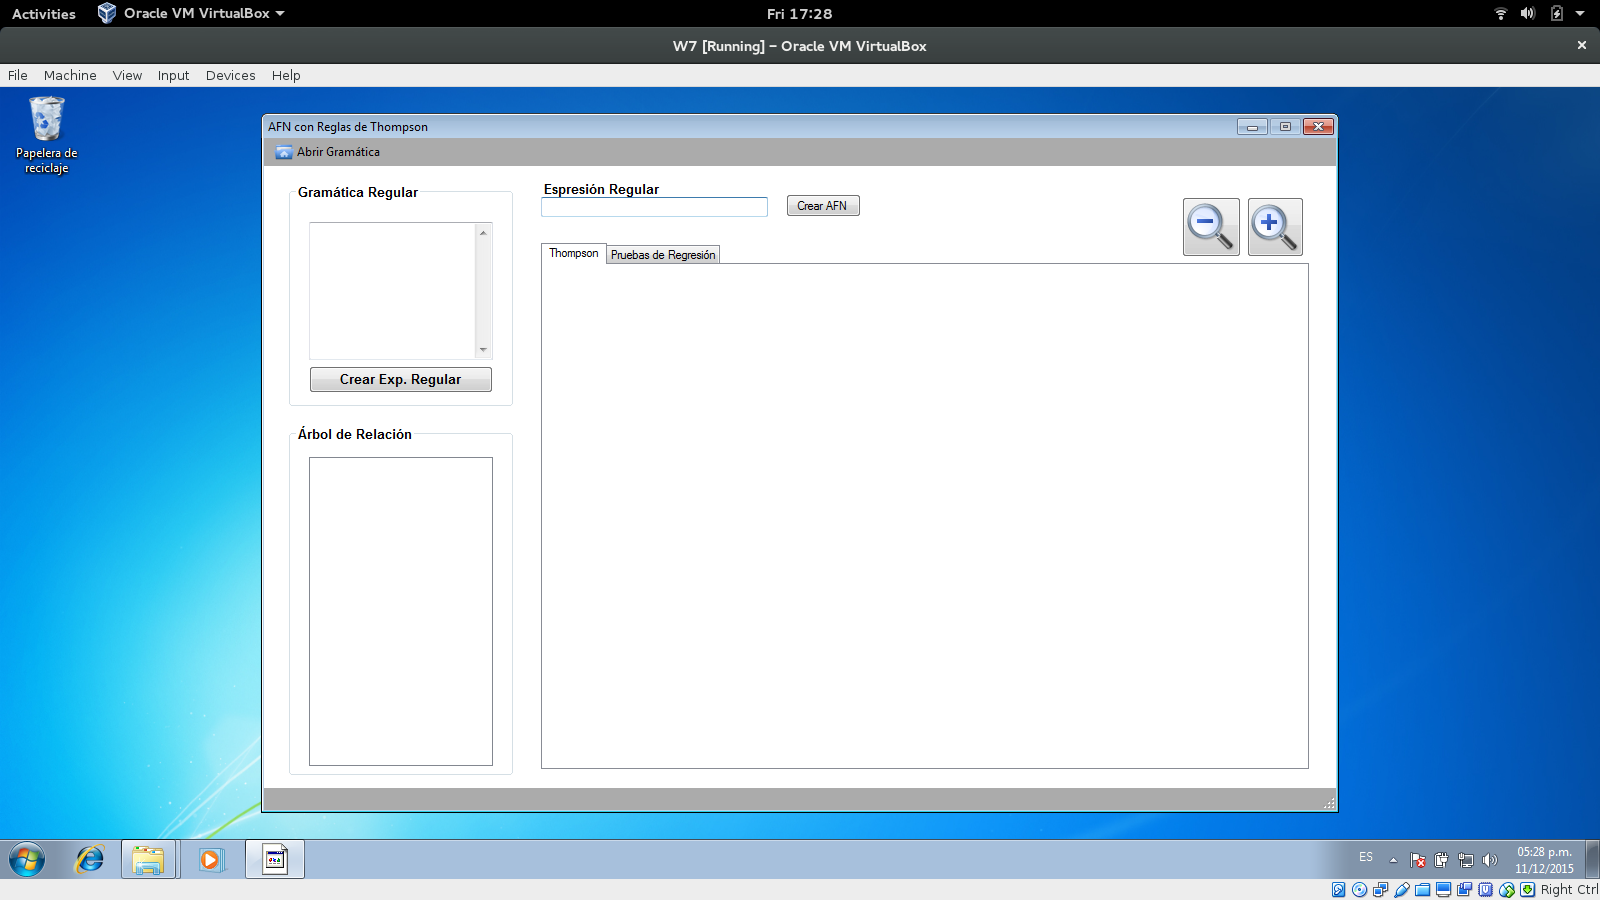 Activities
Oracle VM VirtualBox
Fri 17:28
W7 [Running] – Oracle VM VirtualBox
File Machine View Input Devices Help
Papelera de
reciclaje
AFN con Reglas de Thompson
Abrir Gramática
Gramática Regular
Crear Exp. Regular
Árbol de Relación
Espresión Regular
Crear AFN
Thompson
Pruebas de Regresión
ES
05:28 p.m.
11/12/2015
Right Ctrl